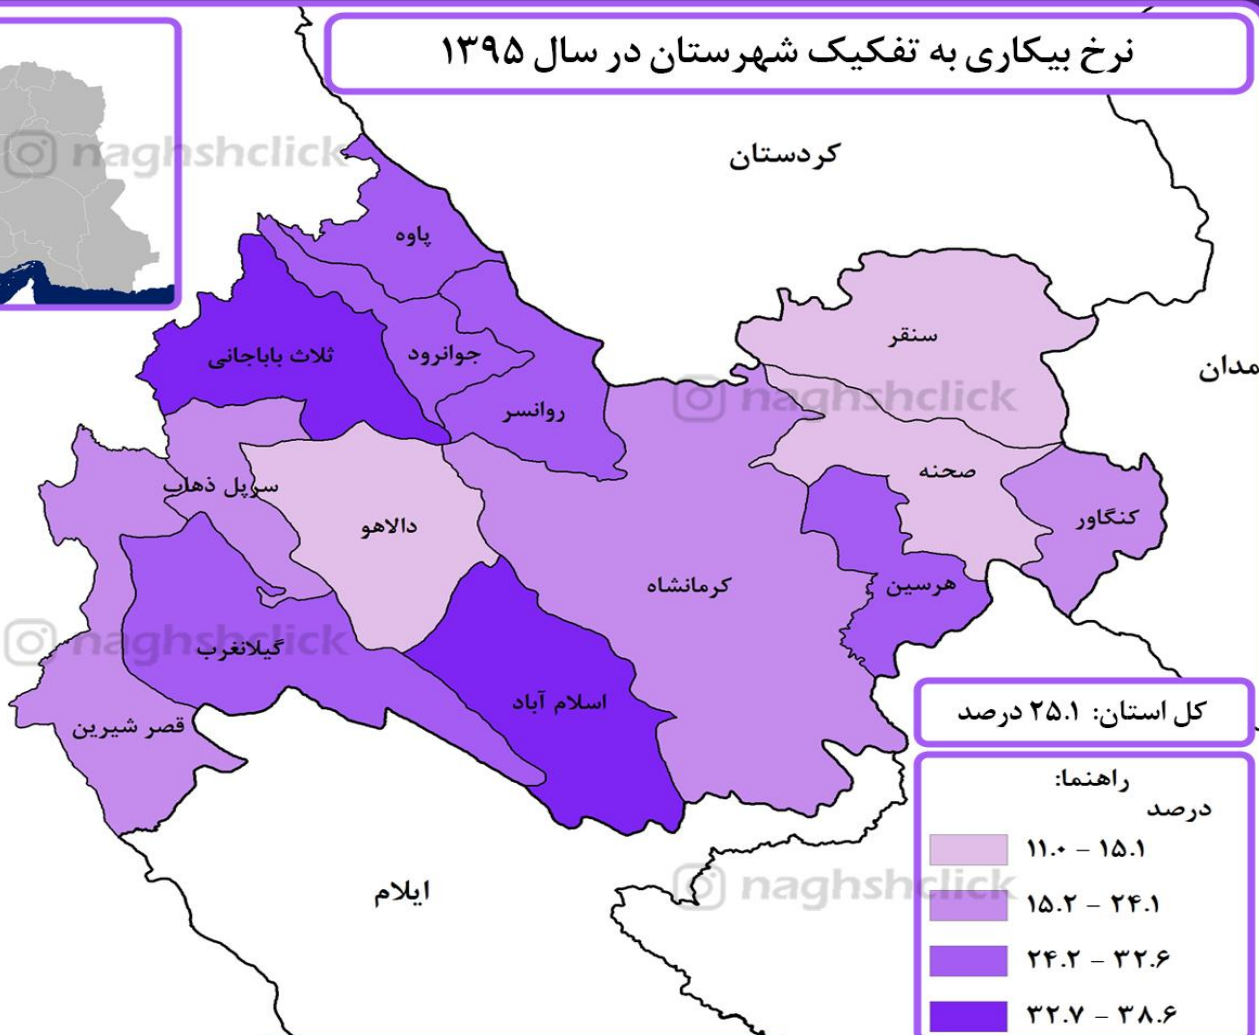 نرخ بیکاری به تفکیک شهرستان در سال ۱۳۹۵
naghshclick
کردستان
پاوه
سنقر
ثلاث باباجانی
جوانرود
روانسر
naghshclick
صحنه
سرپل ذهاب
دالاهو
کنگاور
کرمانشاه
هرسین
naghshclick
گیلانغرب
اسلام آباد
قصر شیرین
کل استان: ۲۵.۱ درصد
راهنما:
درصد
۱۱.۰ – ۱۵.۱
۱۵.۲ – ۲۴.۱
۲۴.۲ – ۳۲.۶
۳۲.۷ – ۳۸.۶
ایلام
naghshclick